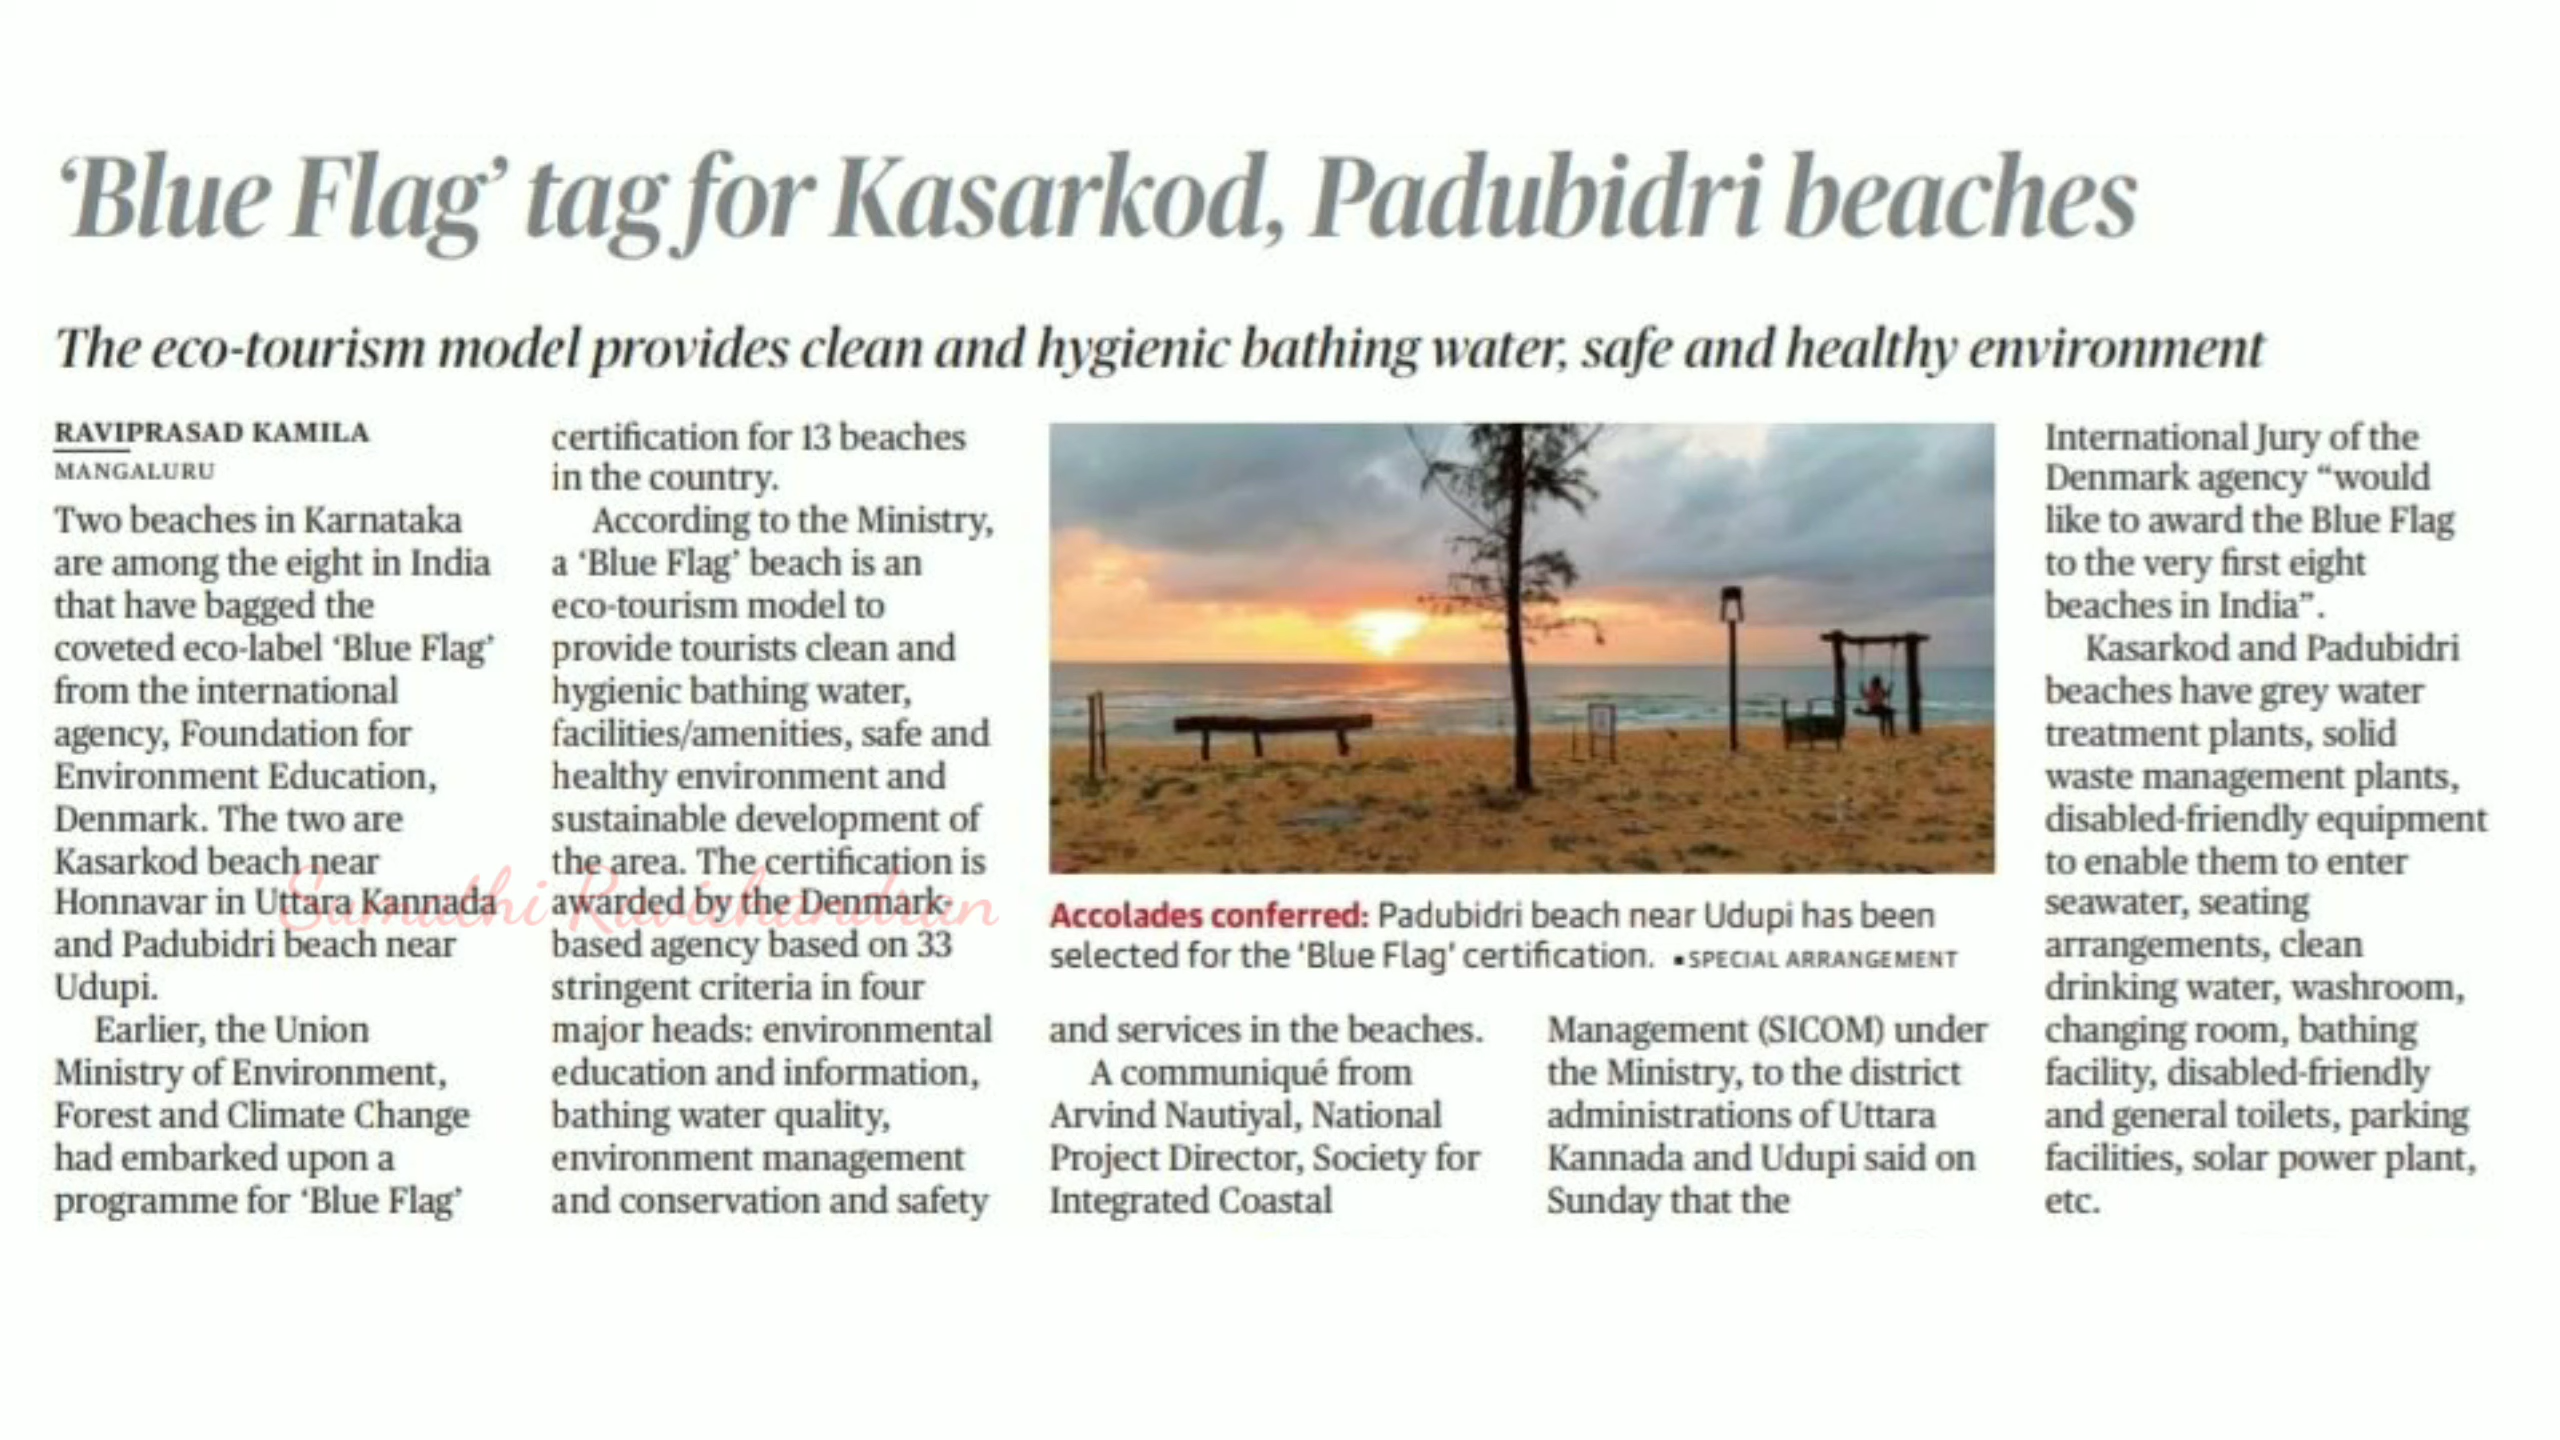 ‘Blue Flag’ tag for Kasarkod, Padubidri beaches
The eco-tourism model provides clean and hygienic bathing water, safe and healthy environment
RAVIPRASAD KAMILA
MANGALURU
Two beaches in Karnataka
are among the eight in India
that have bagged the
coveted eco-label ‘Blue Flag’
from the international
agency, Foundation for
Environment Education,
Denmark. The two are
Kasarkod beach near
Honnavar in Uttara Kannada
and Padubidri beach near
Udupi.
Earlier, the Union
Ministry of Environment,
Forest and Climate Change
had embarked upon a
programme for ‘Blue Flag’
certification for 13 beaches
in the country.
According to the Ministry,
a ‘Blue Flag’ beach is an
eco-tourism model to
provide tourists clean and
hygienic bathing water,
facilities/amenities, safe and
healthy environment and
sustainable development of
the area. The certification is
awarded by the Denmark-
based agency based on 33
stringent criteria in four
major heads: environmental
education and information,
bathing water quality,
environment management
and conservation and safety
Accolades conferred: Padubidri beach near Udupi has been
selected for the ‘Blue Flag’ certification. ▪SPECIAL ARRANGEMENT
and services in the beaches.
A communiqué from
Arvind Nautiyal, National
Project Director, Society for
Integrated Coastal
Management (SICOM) under
the Ministry, to the district
administrations of Uttara
Kannada and Udupi said on
Sunday that the
International Jury of the
Denmark agency “would
like to award the Blue Flag
to the very first eight
beaches in India”.
Kasarkod and Padubidri
beaches have grey water
treatment plants, solid
waste management plants,
disabled-friendly equipment
to enable them to enter
seawater, seating
arrangements, clean
drinking water, washroom,
changing room, bathing
facility, disabled-friendly
and general toilets, parking
facilities, solar power plant,
etc.
Sumathi Ravichandran